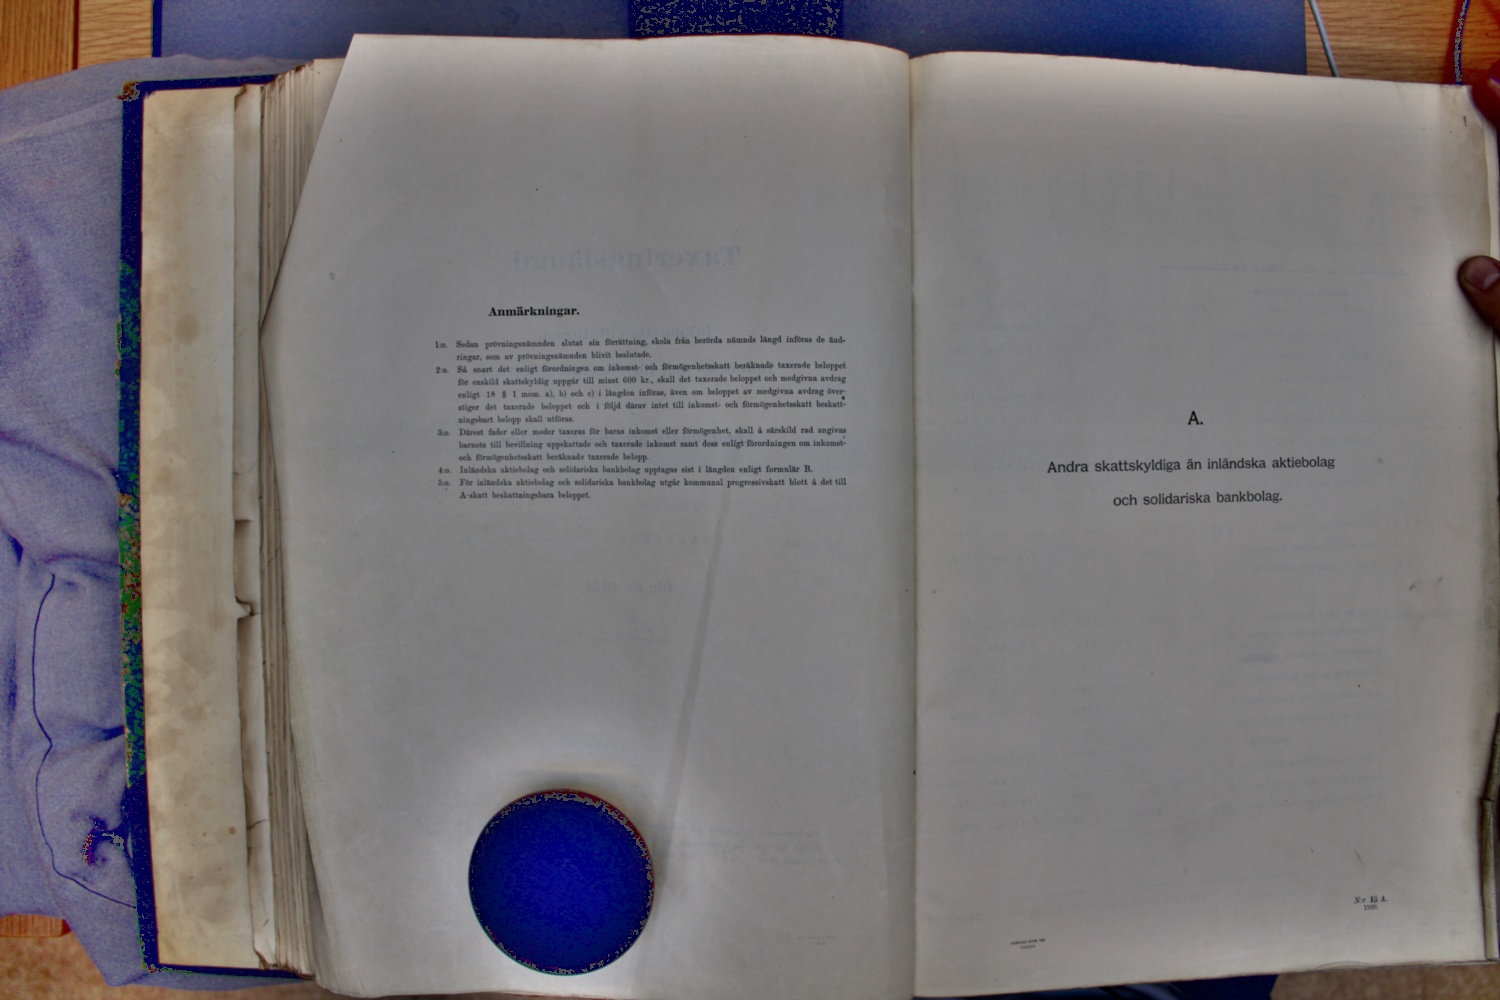 Anmärkningar.
1:o. Sedan prövningsnämnden slutat sin förrättning, skola från berörda nämnds längd införas de änd-
ringar, som av prövningsnämnden blivit beslutade.
2:o. Så snart det enligt förordningen om inkomst- och förmögenhetsskatt beräknade taxerade beloppet
för enskild skattskyldig uppgår till minst 600 kr., skall det taxerade beloppet och medgivna avdrag
enligt 18 § 1 mom. a), b) och c) i längden införas, även om beloppet av medgivna avdrag över-
stiger det taxerade beloppet och i följd därav intet till inkomst- och förmögenhetsskatt beskatt-
ningsbart belopp skall utföras.
3:o. Därest fader eller moder taxeras för barns inkomst eller förmögenhet, skall å särskild rad angivas
barnets till bevillning uppskattade och taxerade inkomst samt dess enligt förordningen om inkomst-
och förmögenhetsskatt beräknade taxerade belopp.
4:o. Inländska aktiebolag och solidariska bankbolag upptagas sist i längden enligt formulär B.
5:o. För inländska aktiebolag och solidariska bankbolag utgår kommunal progressivskatt blott å det till
A-skatt beskattningsbara beloppet.
A.
Andra skattskyldiga än inländska aktiebolag
och solidariska bankbolag.
N:r 13 A.
1920.